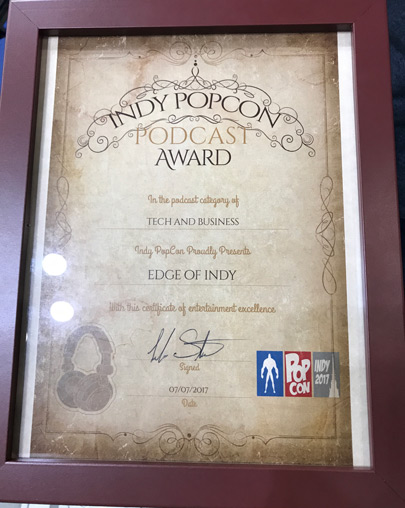 INDY POPCON
PODCAST
AWARD
In the podcast category of
TECH AND BUSINESS
Indy PopCon Proudly Presents
EDGE OF INDY
With this certificate of entertainment excellence
Signed
07/07/2017
Date
POP
CON
INDY
2017